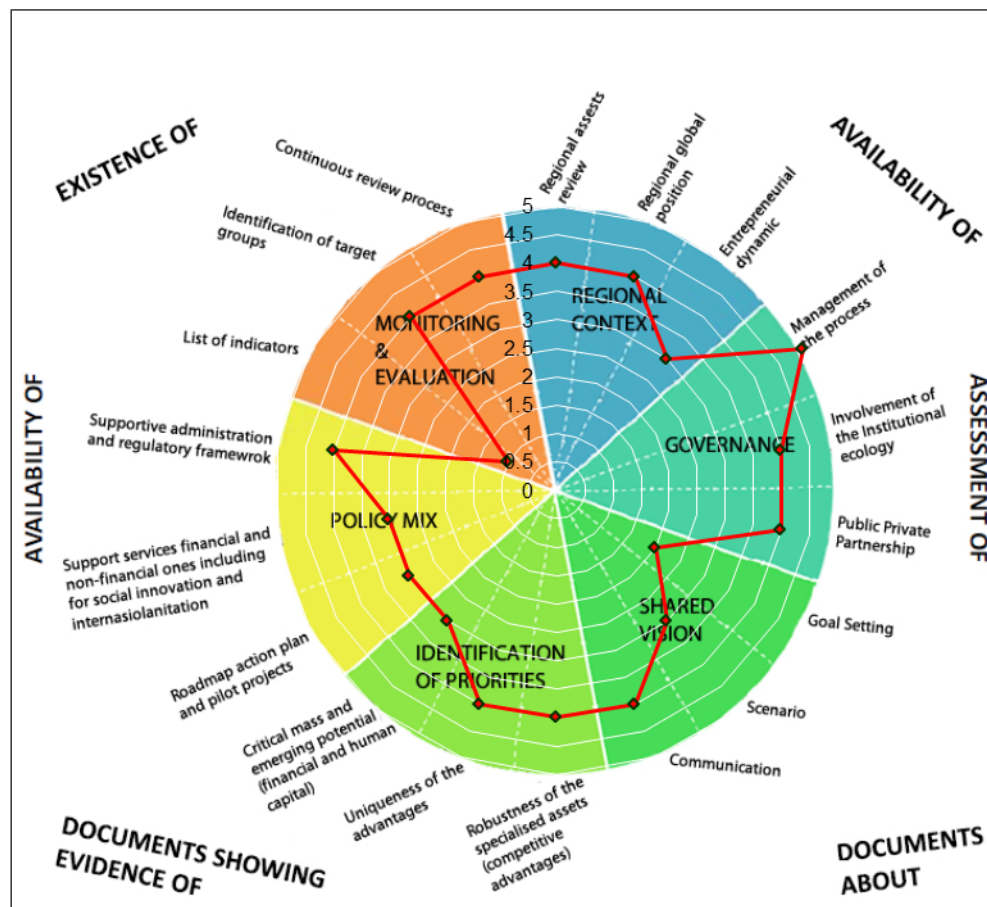 EXISTENCE OF
AVAILABILITY OF
Continuous review process
Identification of target
groups
List of indicators
Regional assests
review
Regional global
position
Entrepreneurial
dynamic
Management of
the process
Involvement of
the Institutional
ecology
Public Private
Partnership
ASSESSMENT OF
AVAILABILITY OF
Supportive administration
and regulatory framewrok
Support services financial and
non-financial ones including
for social innovation and
internasiolanitation
Roadmap action plan
and pilot projects
Critical mass and
emerging potential
(financial and human
capital)
Uniqueness of the
advantages
Robustness of the
specialised assets
(competitive
advantages)
Communication
Scenario
Goal Setting
DOCUMENTS SHOWING
EVIDENCE OF
DOCUMENTS
ABOUT
5
4.5
4
3.5
3
2.5
2
1.5
1
0.5
0
REGIONAL
CONTEXT
GOVERNANCE
SHARED
VISION
IDENTIFICATION
OF PRIORITIES
POLICY MIX
MONITORING
&
EVALUATION